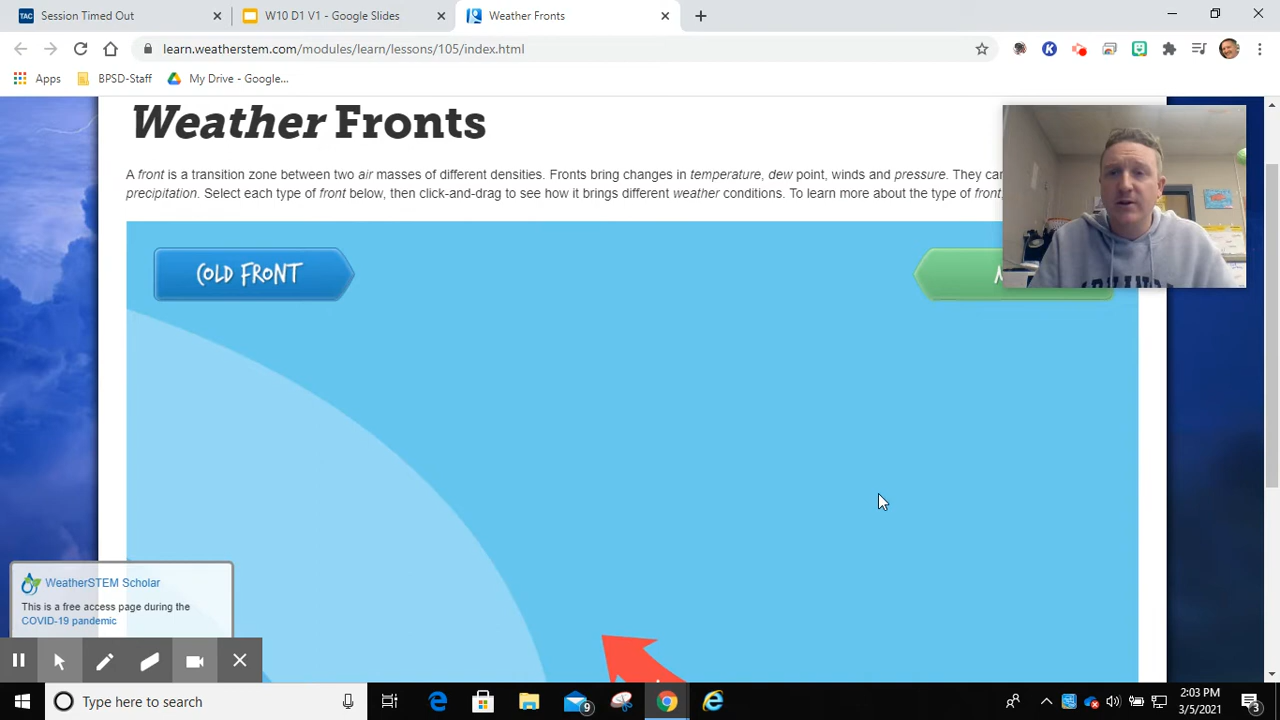 Session Timed Out
W10 D1 V1 - Google Slides
Weather Fronts
learn.weatherstem.com/modules/learn/lessons/105/index.html
Apps
BPSD-Staff
My Drive - Google...
Weather Fronts
A front is a transition zone between two air masses of different densities. Fronts bring changes in temperature, dew point, winds and pressure. They
precipitation. Select each type of front below, then click-and-drag to see how it brings different weather conditions. To learn more about the type of front
COLD FRONT
WeatherSTEM Scholar
This is a free access page during the
COVID-19 pandemic
Type here to search
9
2:03 PM
3/5/2021
3